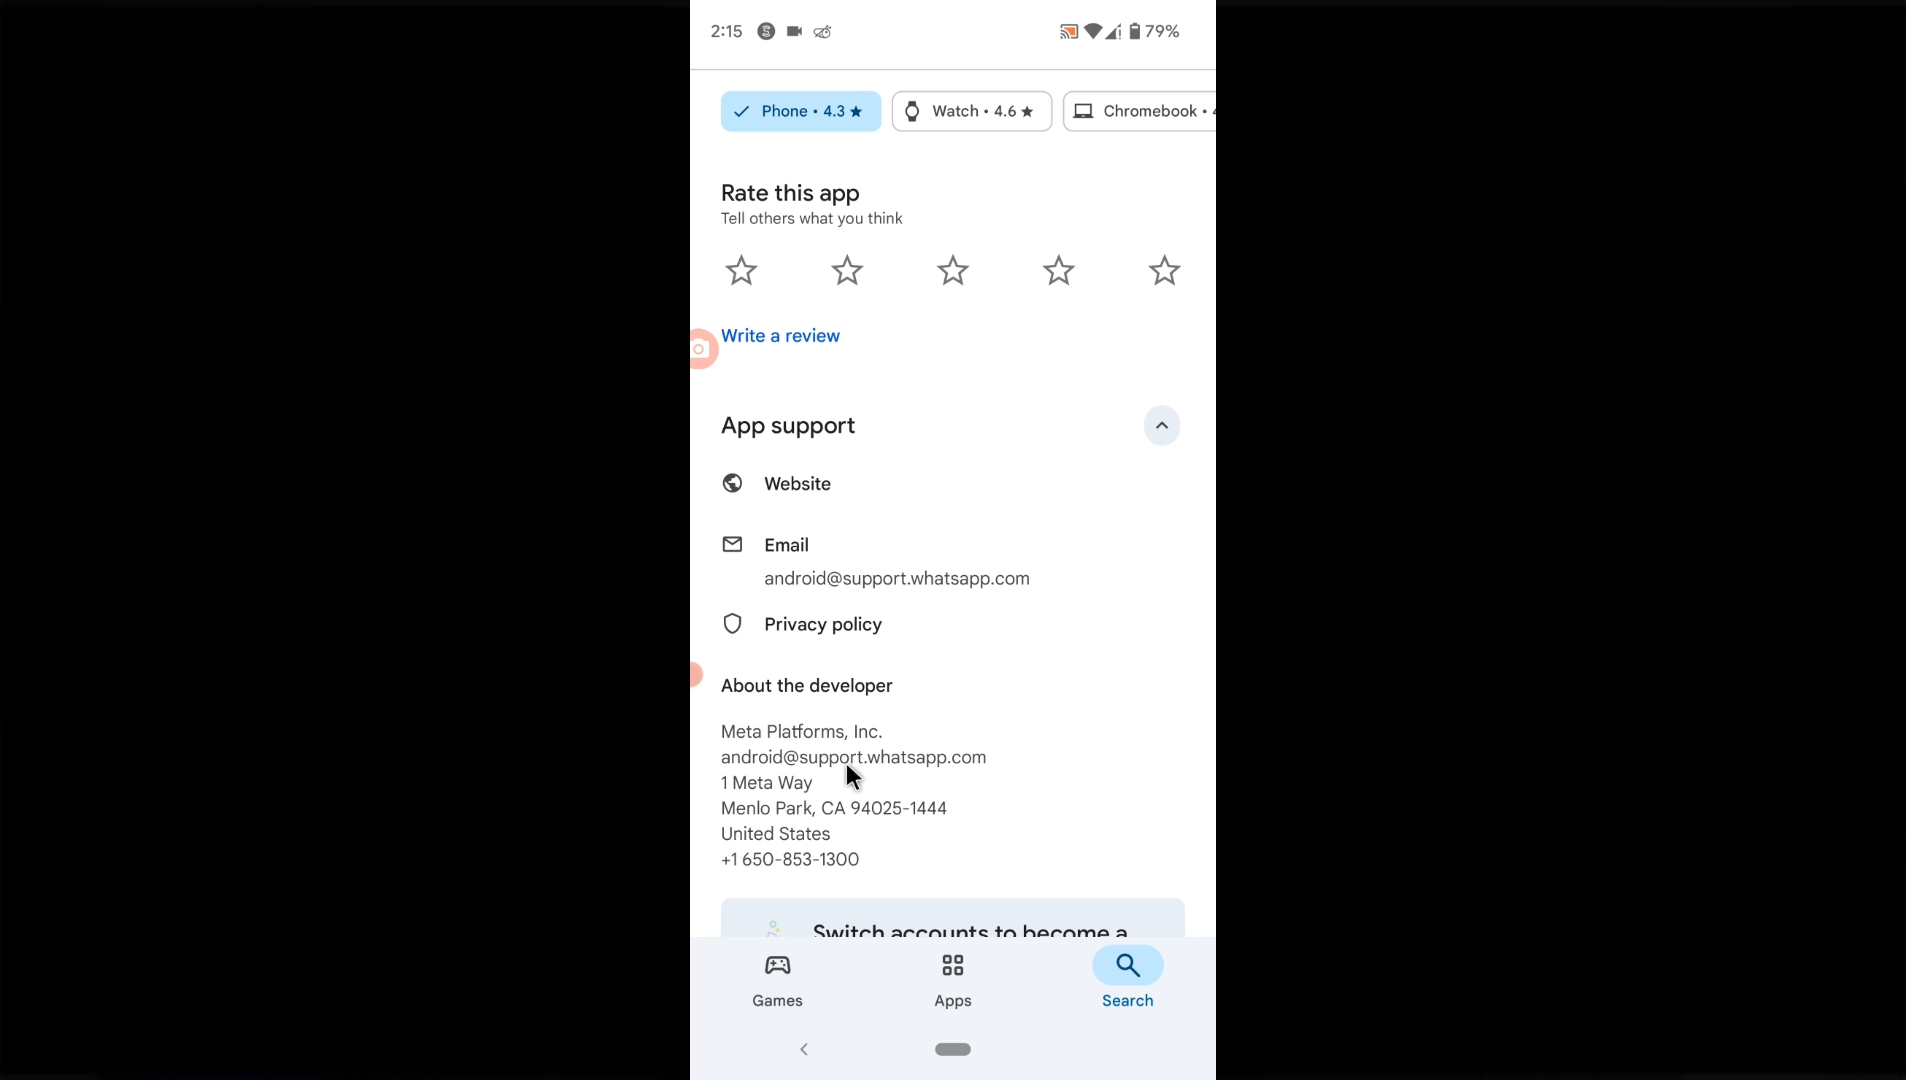 2:15 79%
Phone • 4.3 ★ Watch • 4.6 ★ Chromebook •
Rate this app
Tell others what you think
Write a review
App support
Website
Email
android@support.whatsapp.com
Privacy policy
About the developer
Meta Platforms, Inc.
android@support.whatsapp.com
1 Meta Way
Menlo Park, CA 94025-1444
United States
+1 650-853-1300
Switch accounts to become a
Games Apps Search